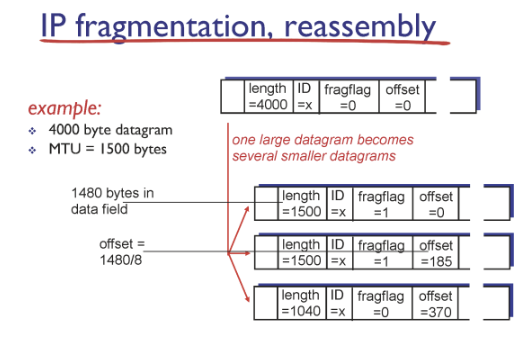 IP fragmentation, reassembly
length ID fragflag offset
=4000 =x =0 =0
example:
❖ 4000 byte datagram
❖ MTU = 1500 bytes
one large datagram becomes
several smaller datagrams
1480 bytes in
data field
length ID fragflag offset
=1500 =x =1 =0
offset =
1480/8
length ID fragflag offset
=1500 =x =1 =185
length ID fragflag offset
=1040 =x =0 =370